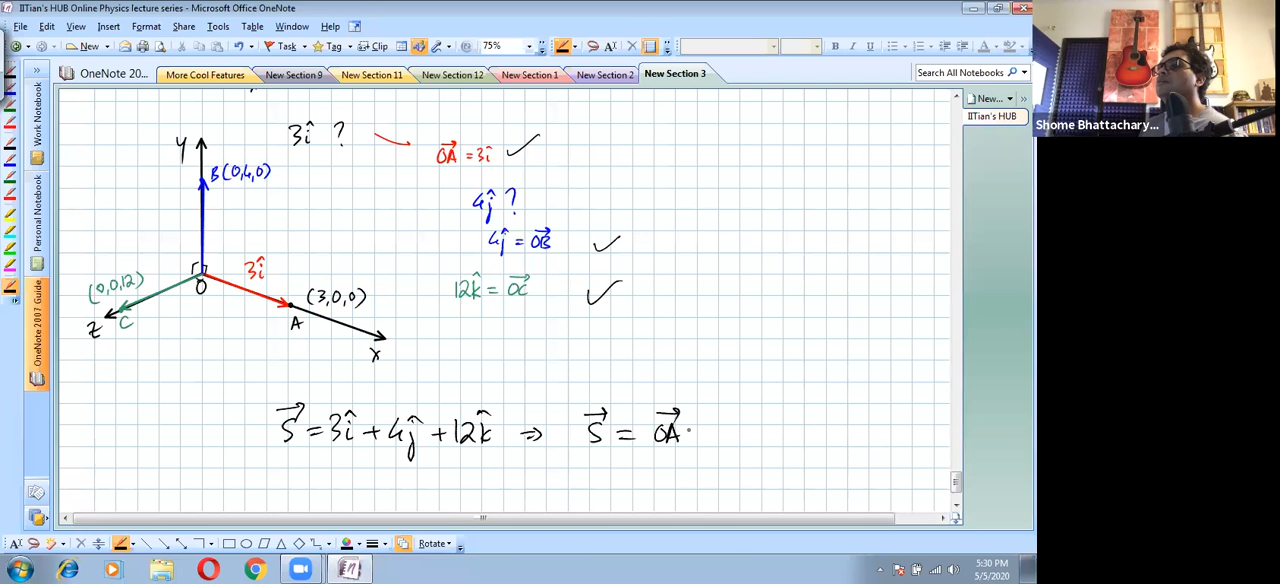 IITian's HUB Online Physics lecture series - Microsoft Office OneNote
File Edit View Insert Format Share Tools Table Window Help
New Task Tag Clip 75% B I U
OneNote 20... More Cool Features New Section 9 New Section 11 New Section 12 New Section 1 New Section 2 New Section 3 Search All Notebooks
New...
IITian's HUB
Work Notebook
Personal Notebook
OneNote 2007 Guide
Shome Bhattachary...
3î ?
OA⃗ = 3î ✓
y
B(0,4,0)
4ĵ ?
4ĵ = OB⃗ ✓
3î
O
(0,0,12)
12k̂ = OC⃗ ✓
(3,0,0)
Z C
A
X
S⃗ = 3î + 4ĵ + 12k̂ ⇒ S⃗ = OA⃗
Rotate
5:30 PM
5/5/2020